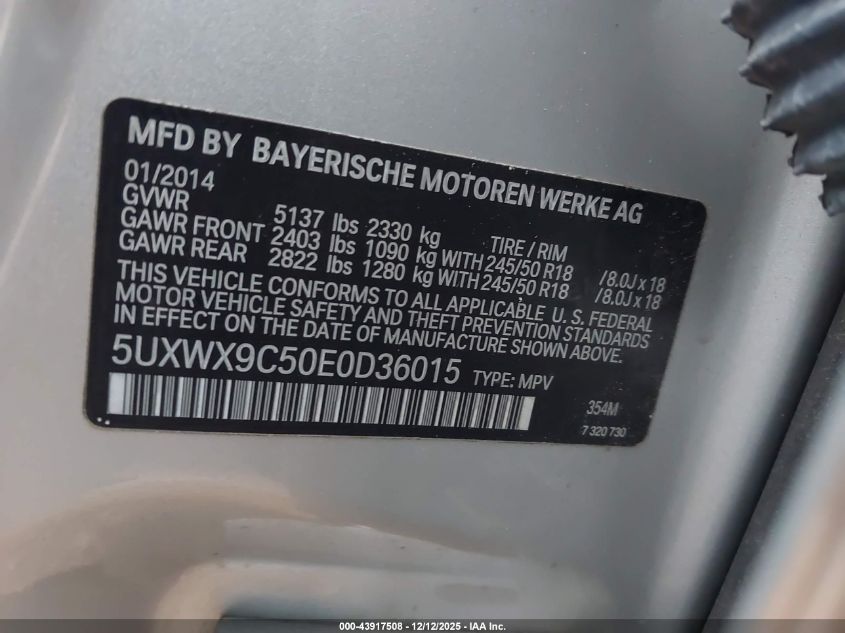 MFD BY BAYERISCHE MOTOREN WERKE AG
01/2014
GVWR 5137 lbs 2330 kg TIRE / RIM
GAWR FRONT 2403 lbs 1090 kg WITH 245/50 R18 /8.0J x 18
GAWR REAR 2822 lbs 1280 kg WITH 245/50 R18 /8.0J x 18
THIS VEHICLE CONFORMS TO ALL APPLICABLE U. S. FEDERAL
MOTOR VEHICLE SAFETY AND THEFT PREVENTION STANDARDS
IN EFFECT ON THE DATE OF MANUFACTURE SHOWN ABOVE.
5UXWX9C50E0D36015 TYPE: MPV
354M
7 320 730
000-43917508 - 12/12/2025 - IAA Inc.